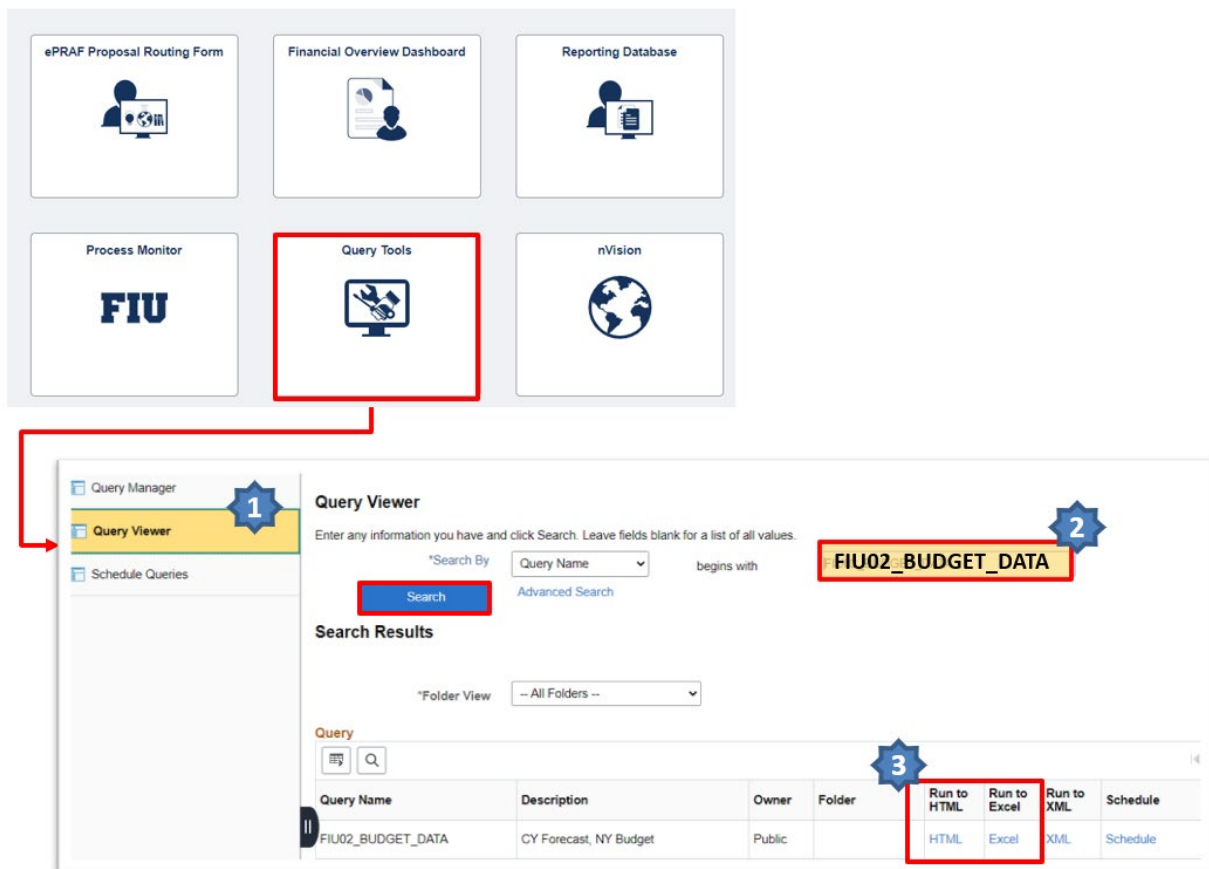 ePRAF Proposal Routing Form
Financial Overview Dashboard
Reporting Database
Process Monitor
Query Tools
nVision
FIU
Query Manager
1
Query Viewer
Schedule Queries
Query Viewer
Enter any information you have and click Search. Leave fields blank for a list of all values.
2
*Search By
Query Name
begins with
FIU02_BUDGET_DATA
Search
Advanced Search
Search Results
*Folder View
-- All Folders --
Query
3
Query Name Description Owner Folder Run to HTML Run to Excel Run to XML Schedule
FIU02_BUDGET_DATA CY Forecast, NY Budget Public HTML Excel XML Schedule